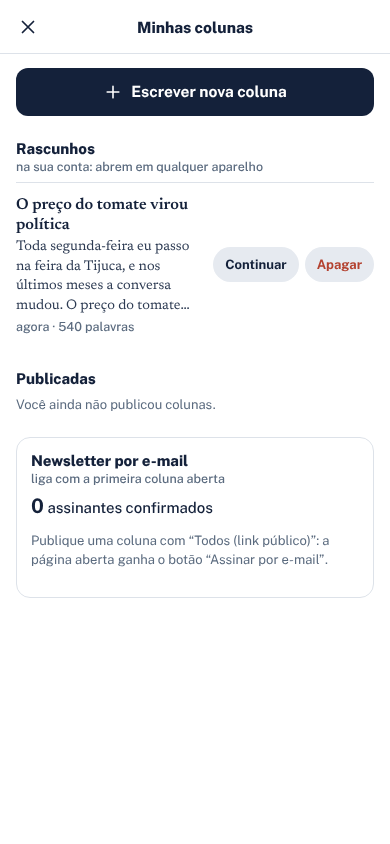 Minhas colunas
Escrever nova coluna
Rascunhos
na sua conta: abrem em qualquer aparelho
O preço do tomate virou
política
Toda segunda-feira eu passo
na feira da Tijuca, e nos
últimos meses a conversa
mudou. O preço do tomate…
agora · 540 palavras
Continuar
Apagar
Publicadas
Você ainda não publicou colunas.
Newsletter por e-mail
liga com a primeira coluna aberta
0 assinantes confirmados
Publique uma coluna com “Todos (link público)”: a
página aberta ganha o botão “Assinar por e-mail”.